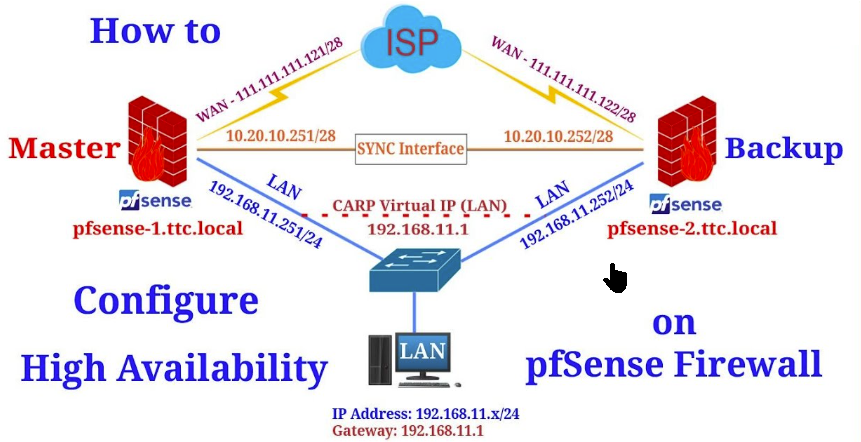 How to
ISP
WAN - 111.111.111.121/28
WAN - 111.111.111.122/28
Master
10.20.10.251/28
SYNC Interface
10.20.10.252/28
Backup
pfsense
pfsense-1.ttc.local
LAN
192.168.11.251/24
CARP Virtual IP (LAN)
192.168.11.1
LAN
192.168.11.252/24
pfsense
pfsense-2.ttc.local
Configure
High Availability
on
pfSense Firewall
LAN
IP Address: 192.168.11.x/24
Gateway: 192.168.11.1